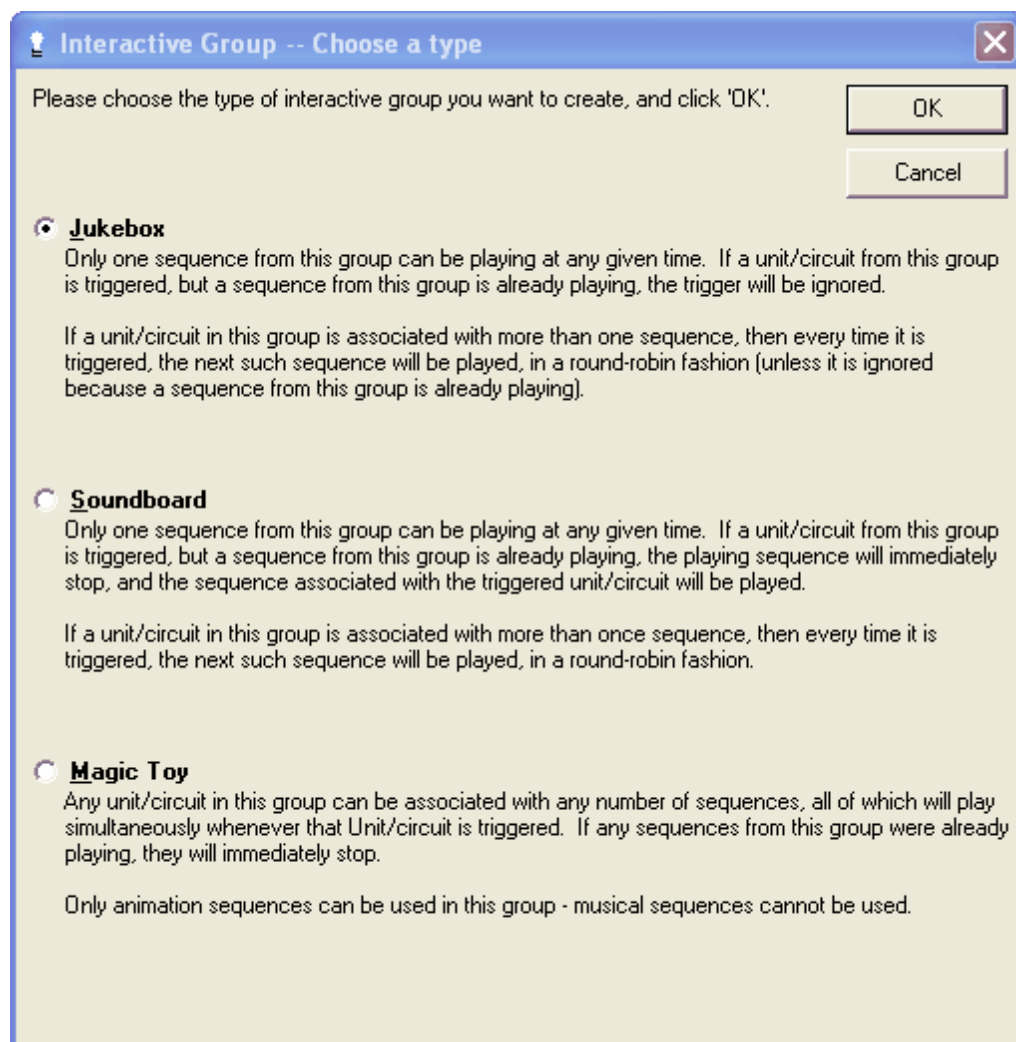 Interactive Group -- Choose a type
Please choose the type of interactive group you want to create, and click 'OK'.
OK
Cancel
Jukebox
Only one sequence from this group can be playing at any given time.  If a unit/circuit from this group
is triggered, but a sequence from this group is already playing, the trigger will be ignored.
If a unit/circuit in this group is associated with more than one sequence, then every time it is
triggered, the next such sequence will be played, in a round-robin fashion (unless it is ignored
because a sequence from this group is already playing).
Soundboard
Only one sequence from this group can be playing at any given time.  If a unit/circuit from this group
is triggered, but a sequence from this group is already playing, the playing sequence will immediately
stop, and the sequence associated with the triggered unit/circuit will be played.
If a unit/circuit in this group is associated with more than once sequence, then every time it is
triggered, the next such sequence will be played, in a round-robin fashion.
Magic Toy
Any unit/circuit in this group can be associated with any number of sequences, all of which will play
simultaneously whenever that Unit/circuit is triggered.  If any sequences from this group were already
playing, they will immediately stop.
Only animation sequences can be used in this group - musical sequences cannot be used.